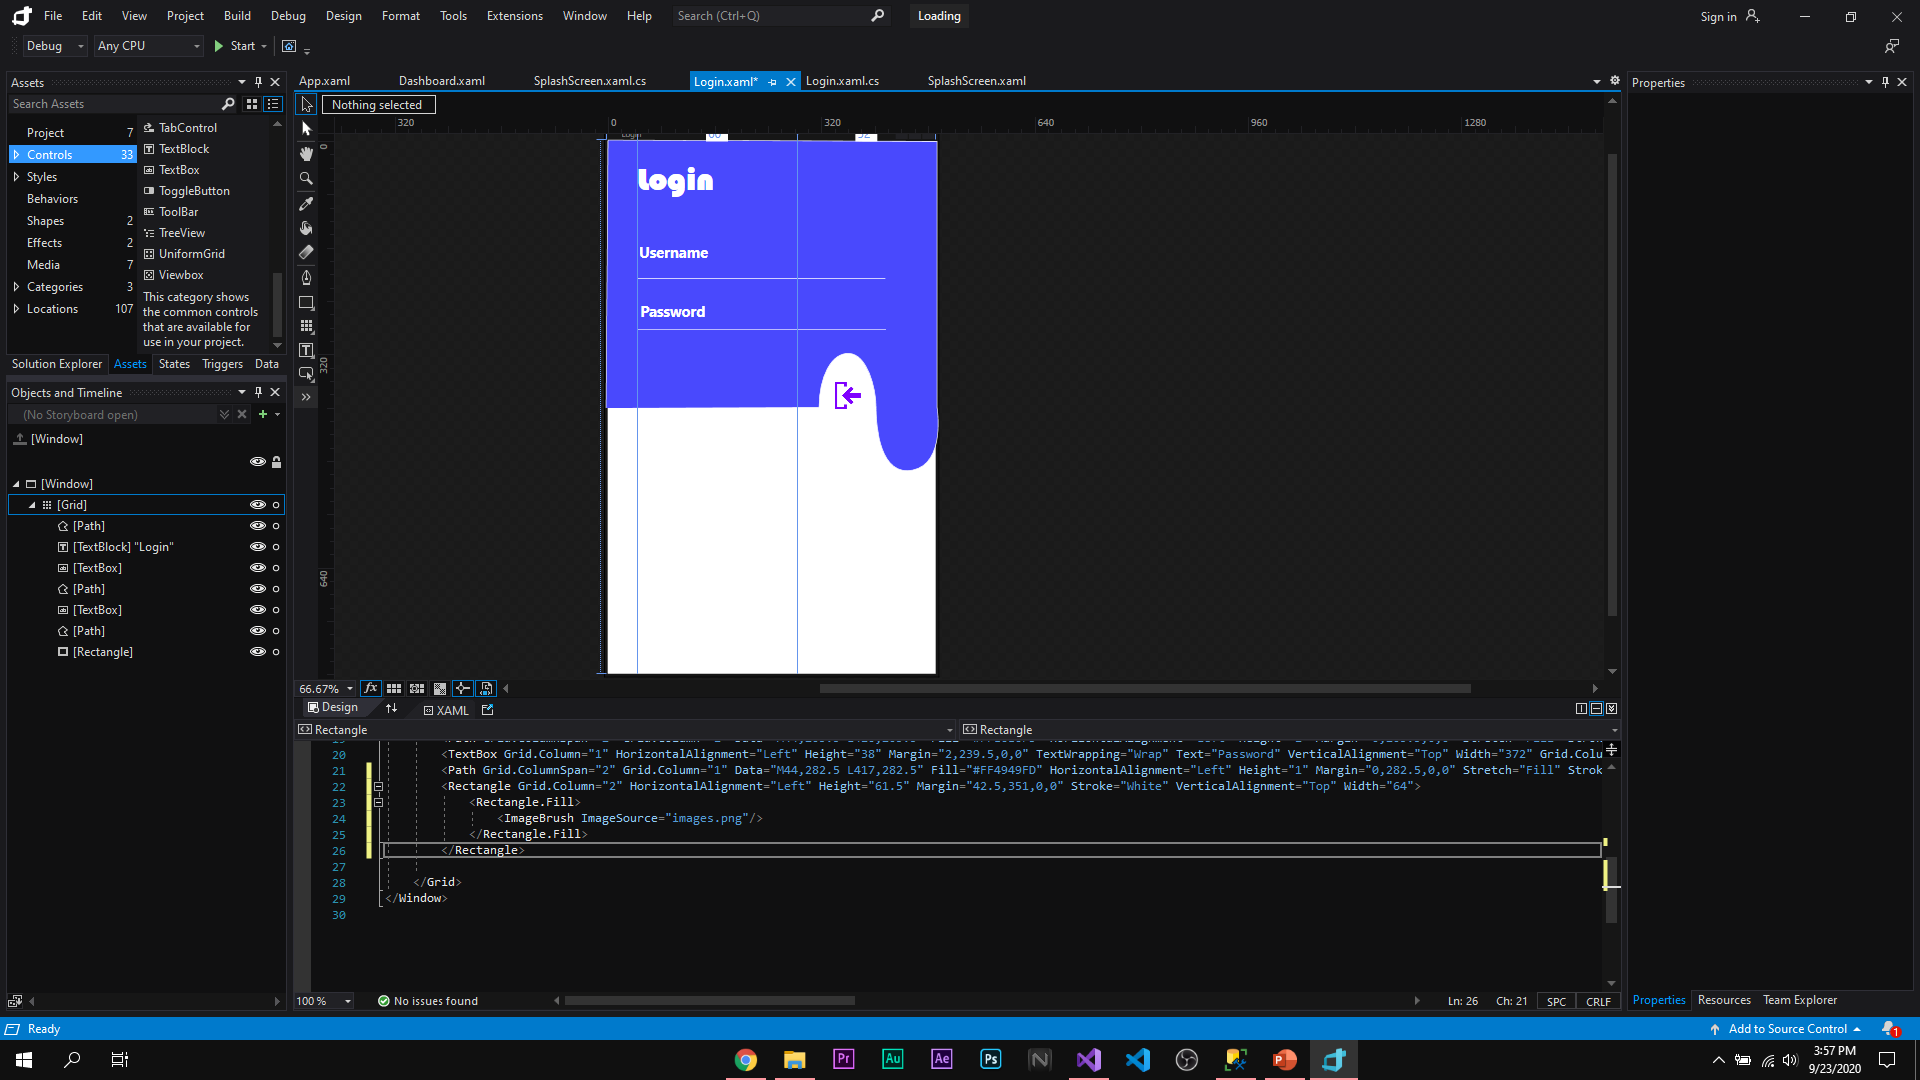 File Edit View Project Build Debug Design Format Tools Extensions Window Help Search (Ctrl+Q) Loading Sign in
Debug Any CPU Start
Assets
Search Assets
Project 7
Controls 33
Styles
Behaviors
Shapes 2
Effects 2
Media 7
Categories 3
Locations 107
TabControl
TextBlock
TextBox
ToggleButton
ToolBar
TreeView
UniformGrid
Viewbox
This category shows
the common controls
that are available for
use in your project.
Solution Explorer Assets States Triggers Data
Objects and Timeline
(No Storyboard open)
[Window]
[Window]
[Grid]
[Path]
[TextBlock] "Login"
[TextBox]
[Path]
[TextBox]
[Path]
[Rectangle]
App.xaml Dashboard.xaml SplashScreen.xaml.cs Login.xaml* Login.xaml.cs SplashScreen.xaml
Nothing selected
320 0 320 640 960 1280
0
320
640
Login
Username
Password
66.67% fx
Design XAML
Rectangle Rectangle
20 <TextBox Grid.Column="1" HorizontalAlignment="Left" Height="38" Margin="2,239.5,0,0" TextWrapping="Wrap" Text="Password" VerticalAlignment="Top" Width="372" Grid.Colu
21 <Path Grid.ColumnSpan="2" Grid.Column="1" Data="M44,282.5 L417,282.5" Fill="#FF4949FD" HorizontalAlignment="Left" Height="1" Margin="0,282.5,0,0" Stretch="Fill" Strok
22 <Rectangle Grid.Column="2" HorizontalAlignment="Left" Height="61.5" Margin="42.5,351,0,0" Stroke="White" VerticalAlignment="Top" Width="64">
23 <Rectangle.Fill>
24 <ImageBrush ImageSource="images.png"/>
25 </Rectangle.Fill>
26 </Rectangle>
27
28 </Grid>
29 </Window>
30
100 % No issues found Ln: 26 Ch: 21 SPC CRLF
Properties
Properties Resources Team Explorer
Ready Add to Source Control 1
Pr Au Ae Ps N P
3:57 PM
9/23/2020